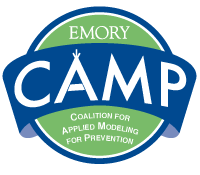 EMORY
CAMP
COALITION FOR
APPLIED MODELING
FOR PREVENTION